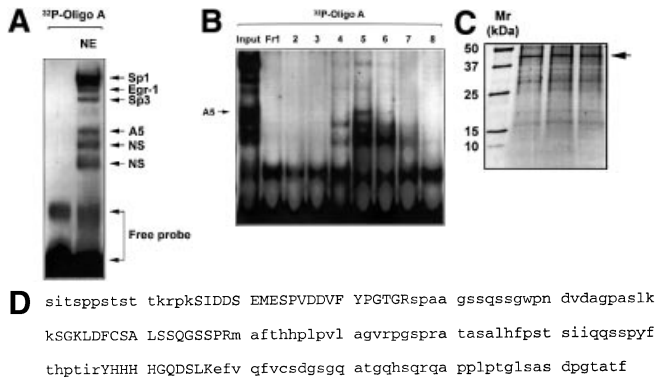 A
³²P-Oligo A
NE
Sp1
Egr-1
Sp3
A5
NS
NS
Free probe
B
³²P-Oligo A
Input Fr1 2 3 4 5 6 7 8
A5
C
Mr
(kDa)
50
37
25
15
10
D
sitsppstst tkrpkSIDDS EMESPVDDVF YPGTGRspaa gssqssgwpn dvdagpaslk
kSGKLDFCSA LSSQGSSPRm afthhplpvl agvrpgspra tasalhfpst siiqqsspyf
thptirYHHH HGQDSLKefv qfvcsdgsgq atgqhsqrqa pplptglsas dpgtatf